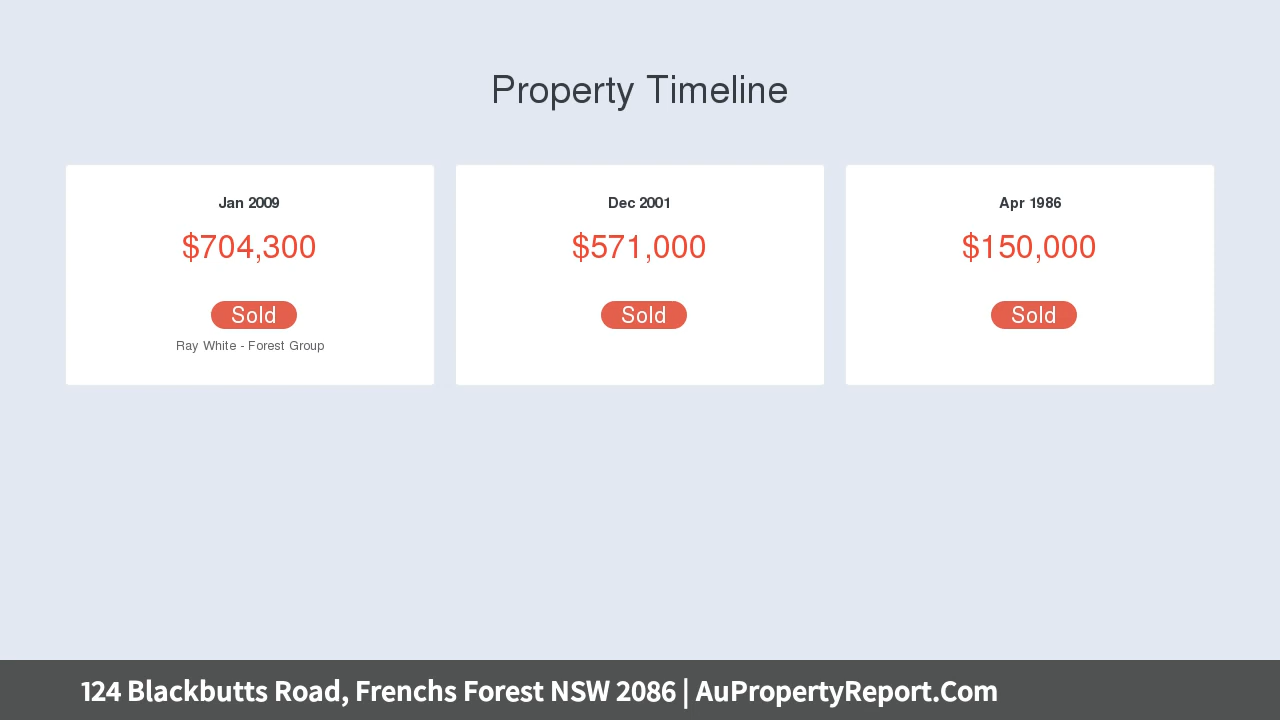 Property Timeline
Jan 2009
$704,300
Sold
Ray White - Forest Group
Dec 2001
$571,000
Sold
Apr 1986
$150,000
Sold
124 Blackbutts Road, Frenchs Forest NSW 2086 | AuPropertyReport.Com